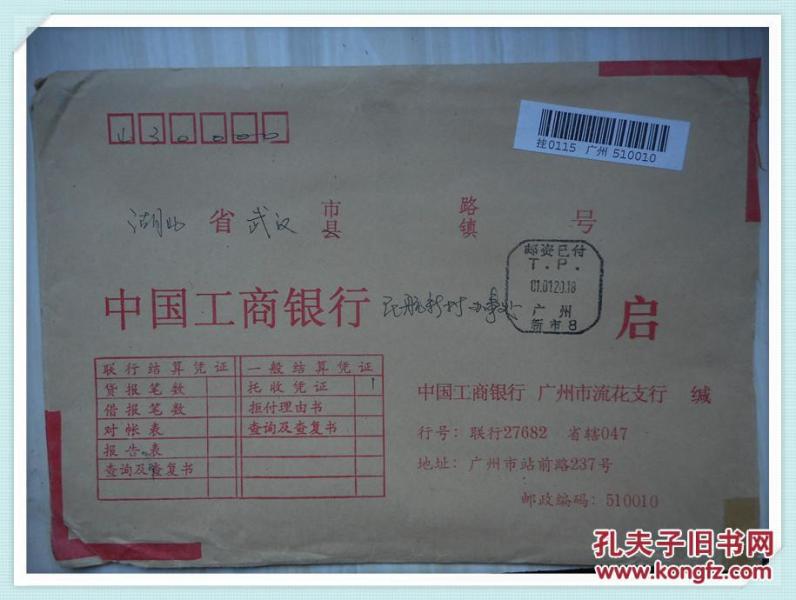 430000
挂0115 广州 510010
湖北 省 武汉 市县 路镇 号
邮资已付
T.P.
01.01.20.18
广州
新市8
中国工商银行 办事处 启
联行结算凭证 一般结算凭证
贷报笔数 托收凭证 1
借报笔数 拒付理由书
对帐表 查询及查复书
报告表
查询及查复书
中国工商银行 广州市流花支行 缄
行号：联行27682 省辖047
地址：广州市站前路237号
邮政编码：510010
孔夫子旧书网
www.kongfz.com